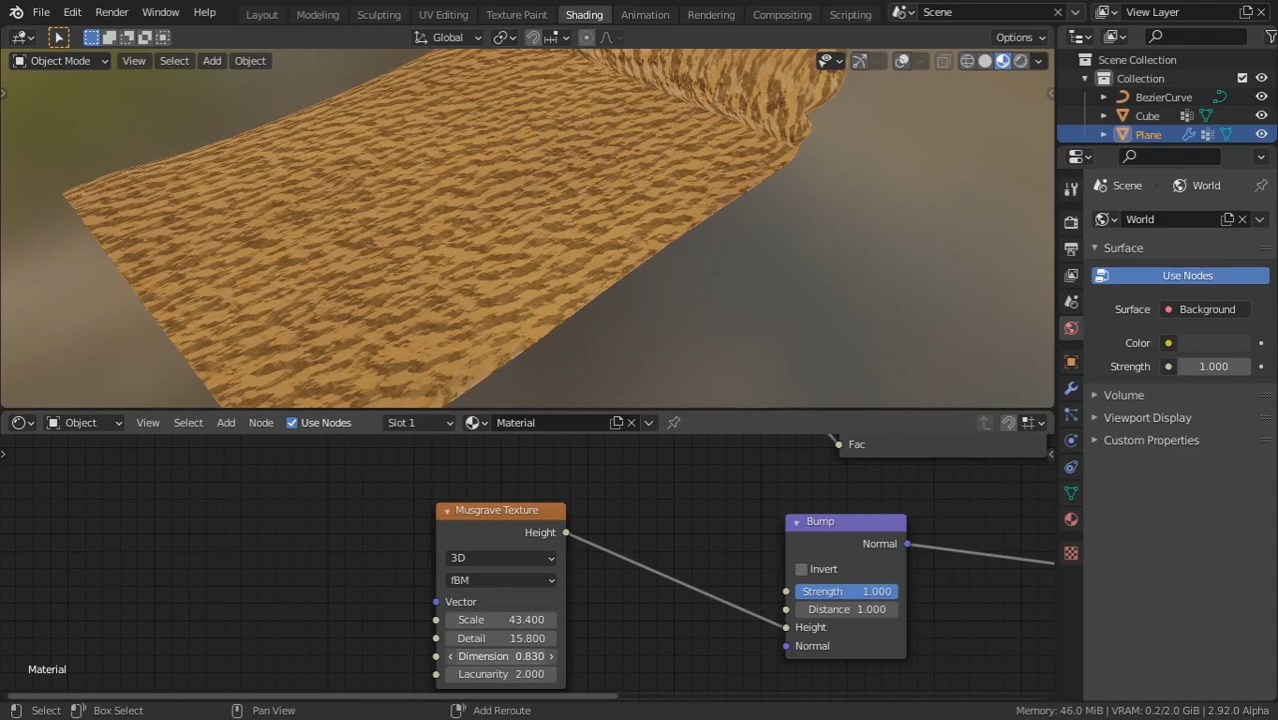 File Edit Render Window Help Layout Modeling Sculpting UV Editing Texture Paint Shading Animation Rendering Compositing Scripting Scene View Layer
Global Options
Object Mode View Select Add Object
Scene Collection
Collection
BezierCurve
Cube
Plane
Scene World
World
Surface
Use Nodes
Surface Background
Color
Strength 1.000
Volume
Viewport Display
Custom Properties
Object View Select Add Node Use Nodes Slot 1 Material
Fac
Musgrave Texture
Height
3D
fBM
Vector
Scale 43.400
Detail 15.800
Dimension 0.830
Lacunarity 2.000
Bump
Normal
Invert
Strength 1.000
Distance 1.000
Height
Normal
Material
Select Box Select Pan View Add Reroute Memory: 46.0 MiB | VRAM: 0.2/2.0 GiB | 2.92.0 Alpha